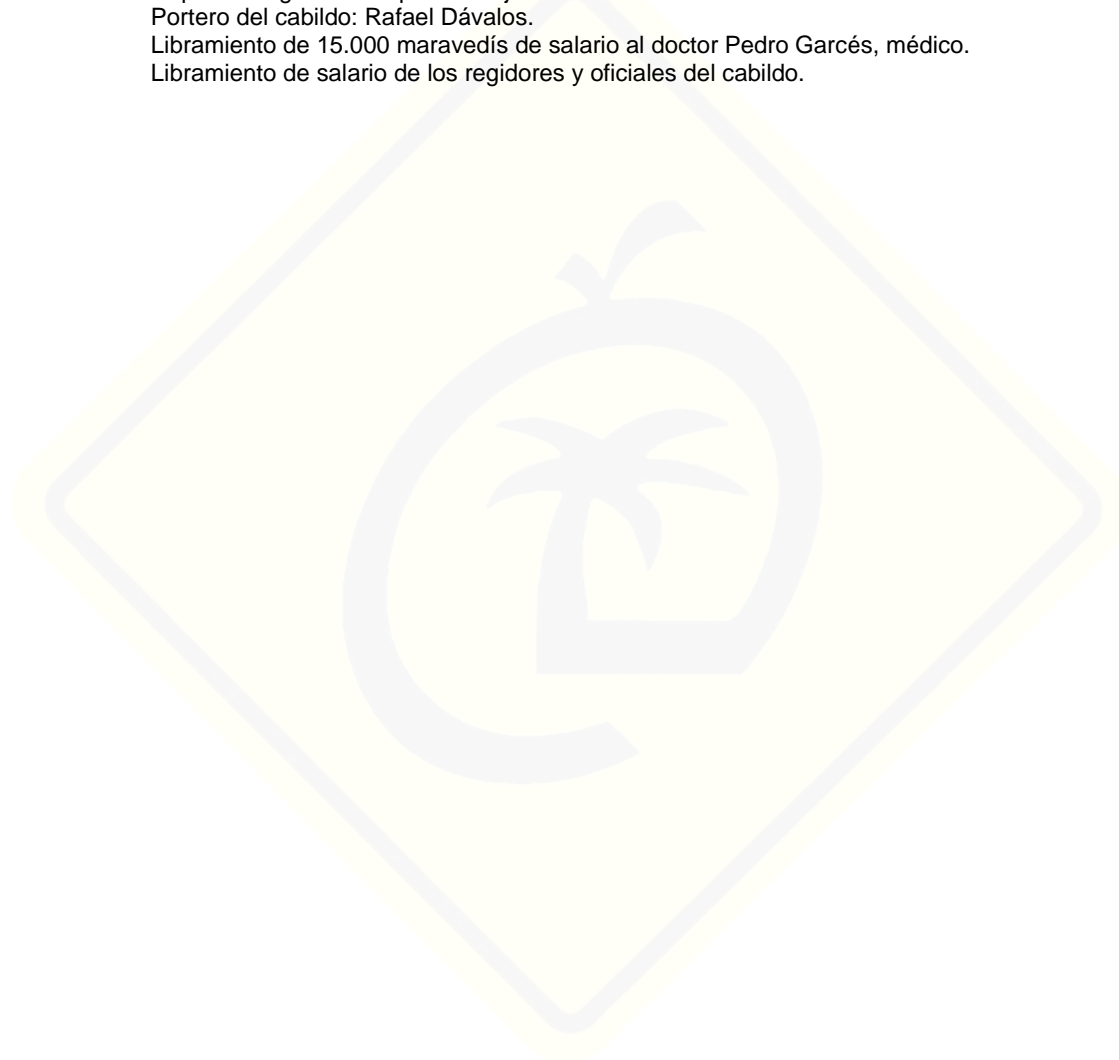 Portero del cabildo: Rafael Dávalos.
Libramiento de 15.000 maravedís de salario al doctor Pedro Garcés, médico.
Libramiento de salario de los regidores y oficiales del cabildo.